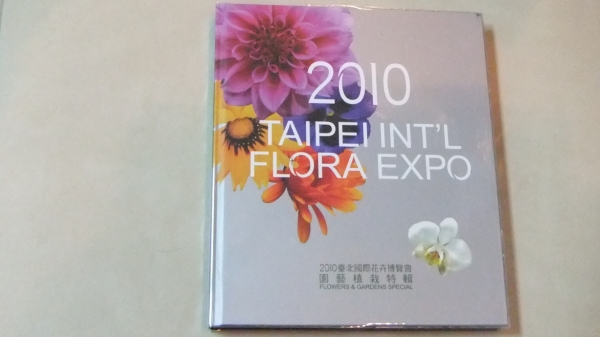 2010
TAIPEI INT'L
FLORA EXPO
2010臺北國際花卉博覽會
園藝植栽特輯
FLOWERS & GARDENS SPECIAL